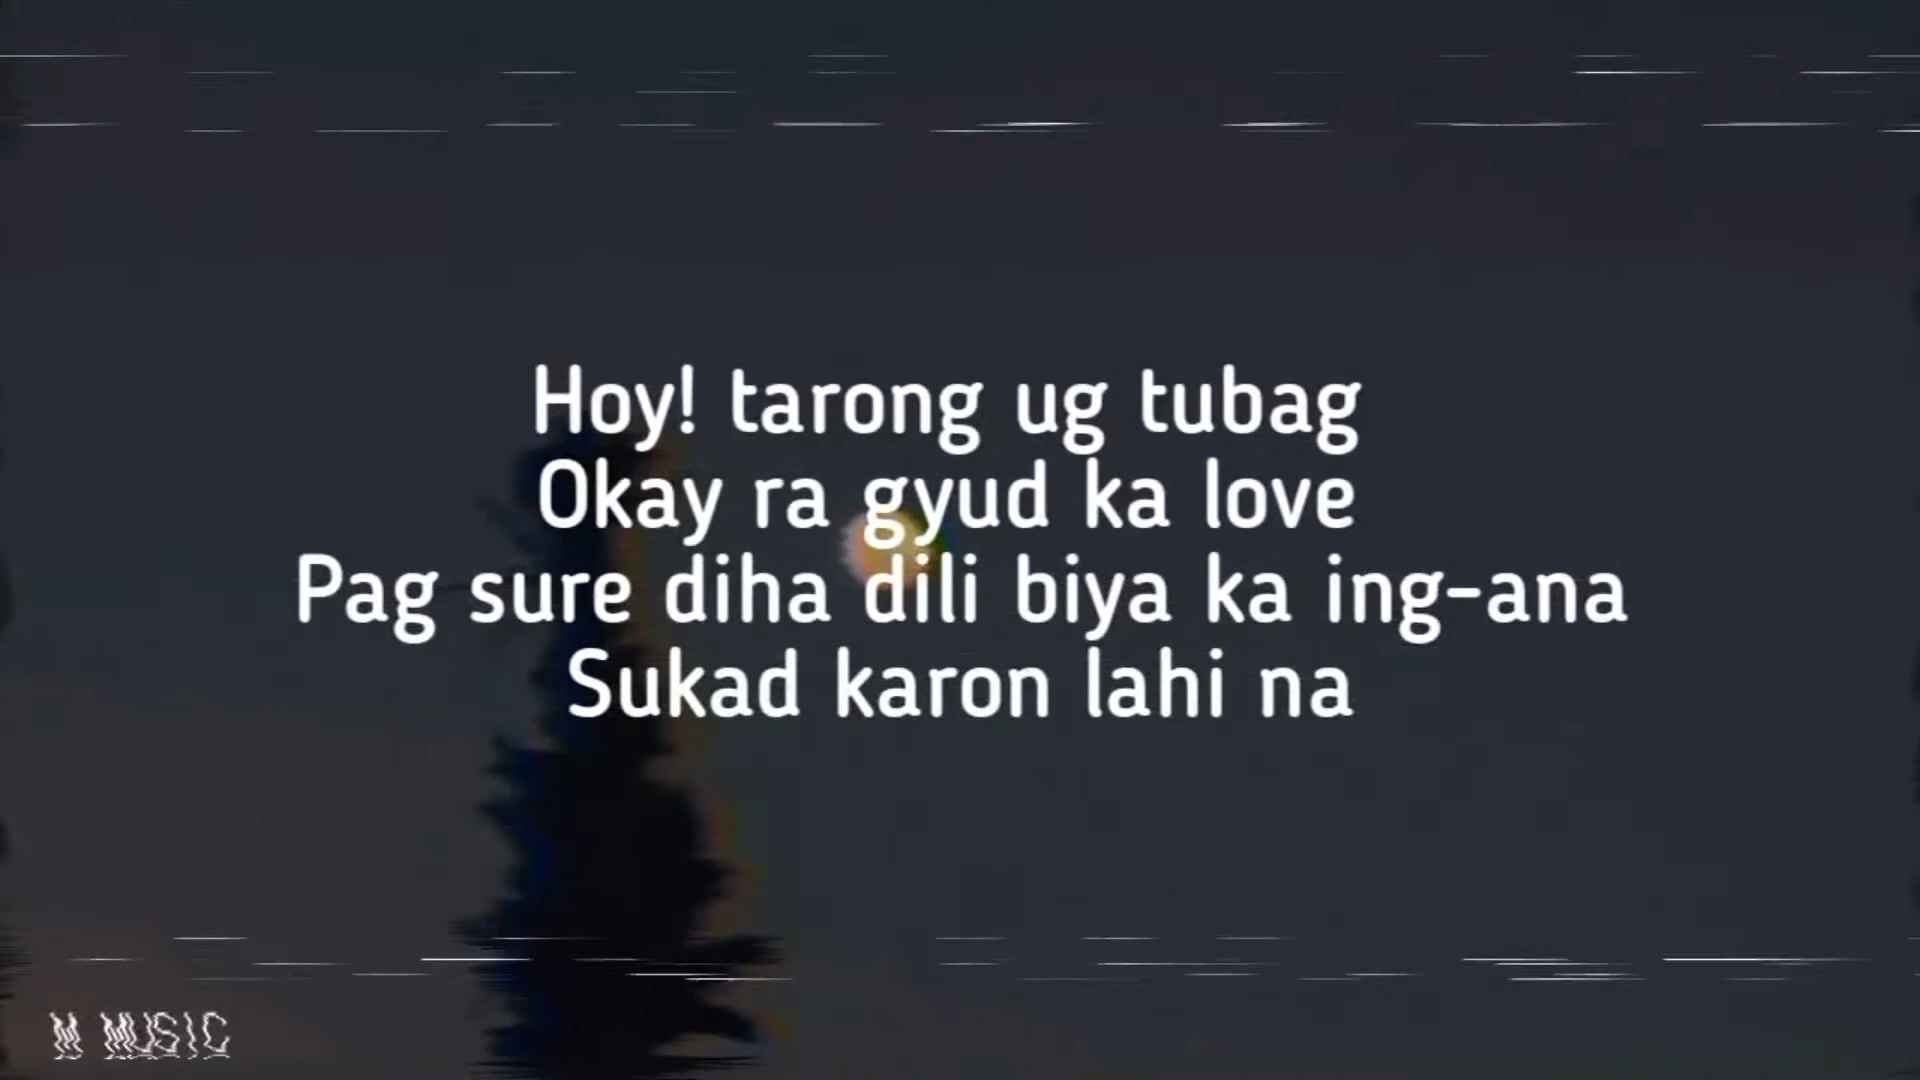 Hoy! tarong ug tubag
Okay ra gyud ka love
Pag sure diha dili biya ka ing-ana
Sukad karon lahi na
M MUSIC